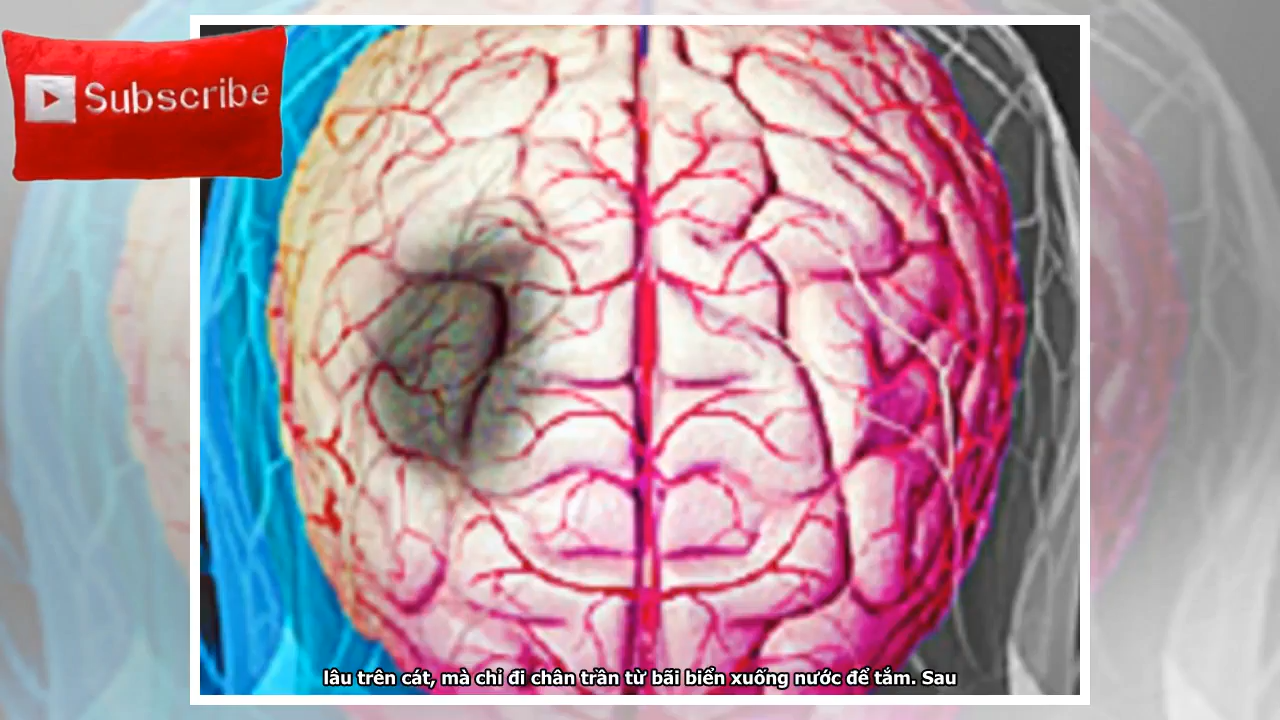 Subscribe
lâu trên cát, mà chỉ đi chân trần từ bãi biển xuống nước để tắm. Sau